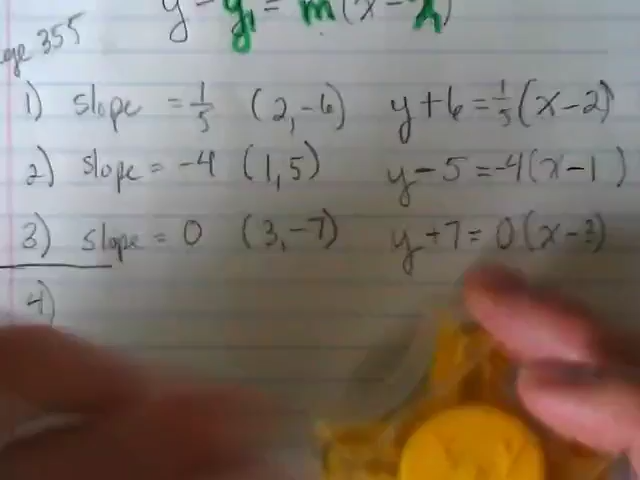 y - y₁ = m(x - x₁)
ge 355
1) slope = 1/5 (2,-6) y+6=1/5(x-2)
2) slope = -4 (1,5) y-5=-4(x-1)
3) slope = 0 (3,-7) y+7=0(x-3)
4)